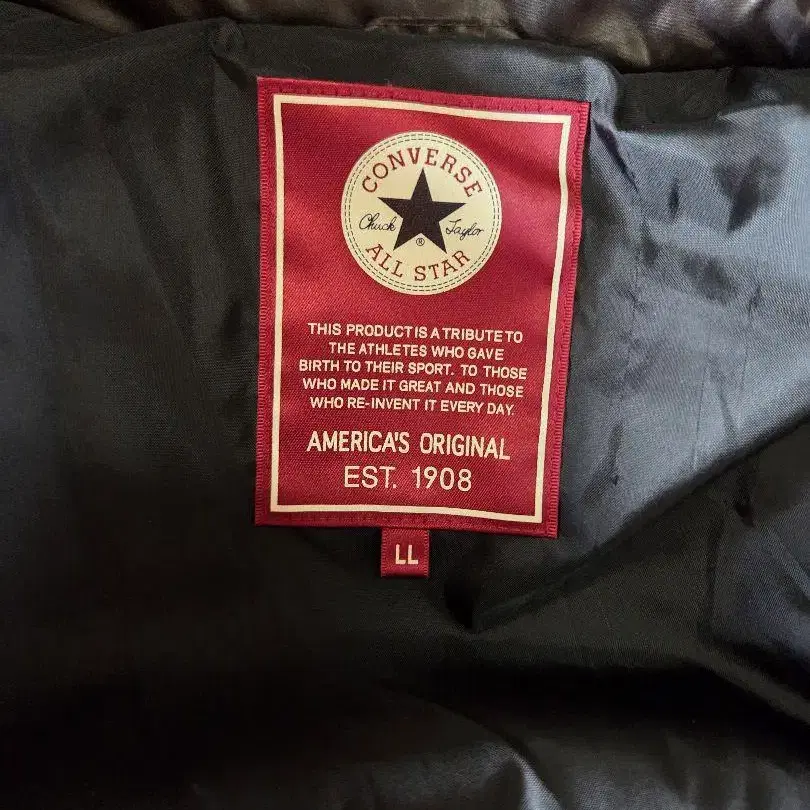 CONVERSE
Chuck Taylor
®
ALL STAR
THIS PRODUCT IS A TRIBUTE TO
THE ATHLETES WHO GAVE
BIRTH TO THEIR SPORT. TO THOSE
WHO MADE IT GREAT AND THOSE
WHO RE-INVENT IT EVERY DAY.
AMERICA'S ORIGINAL
EST. 1908
LL